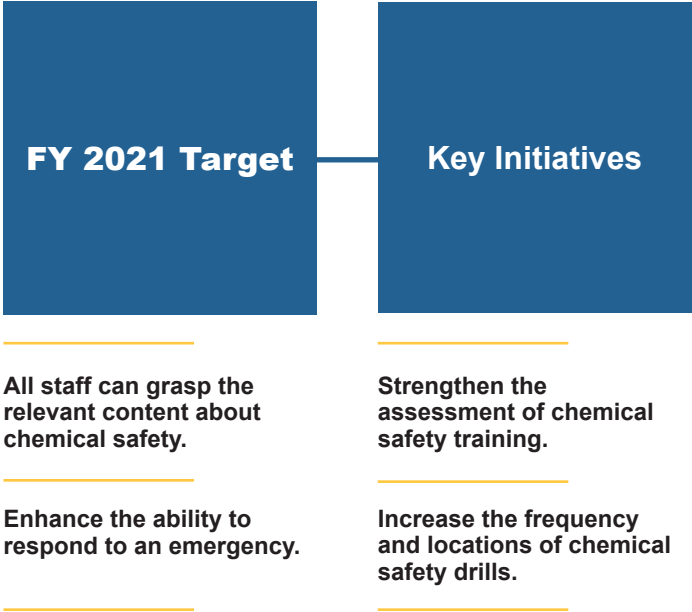 FY 2021 Target
Key Initiatives
All staff can grasp the
relevant content about
chemical safety.
Strengthen the
assessment of chemical
safety training.
Enhance the ability to
respond to an emergency.
Increase the frequency
and locations of chemical
safety drills.